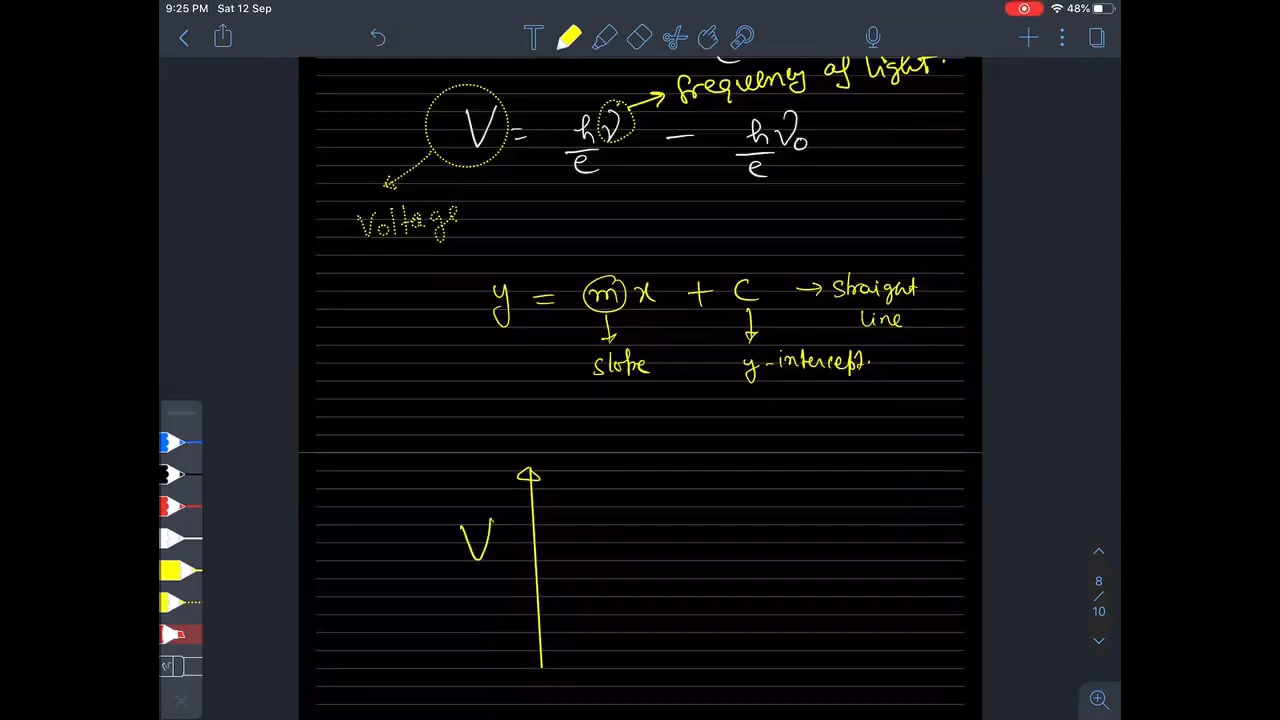 9:25 PM Sat 12 Sep
48%
T
frequency of light.
V = hν/e − hν₀/e
Voltage
y = mx + C → straight line
slope
y-intercept.
V
8
/
10